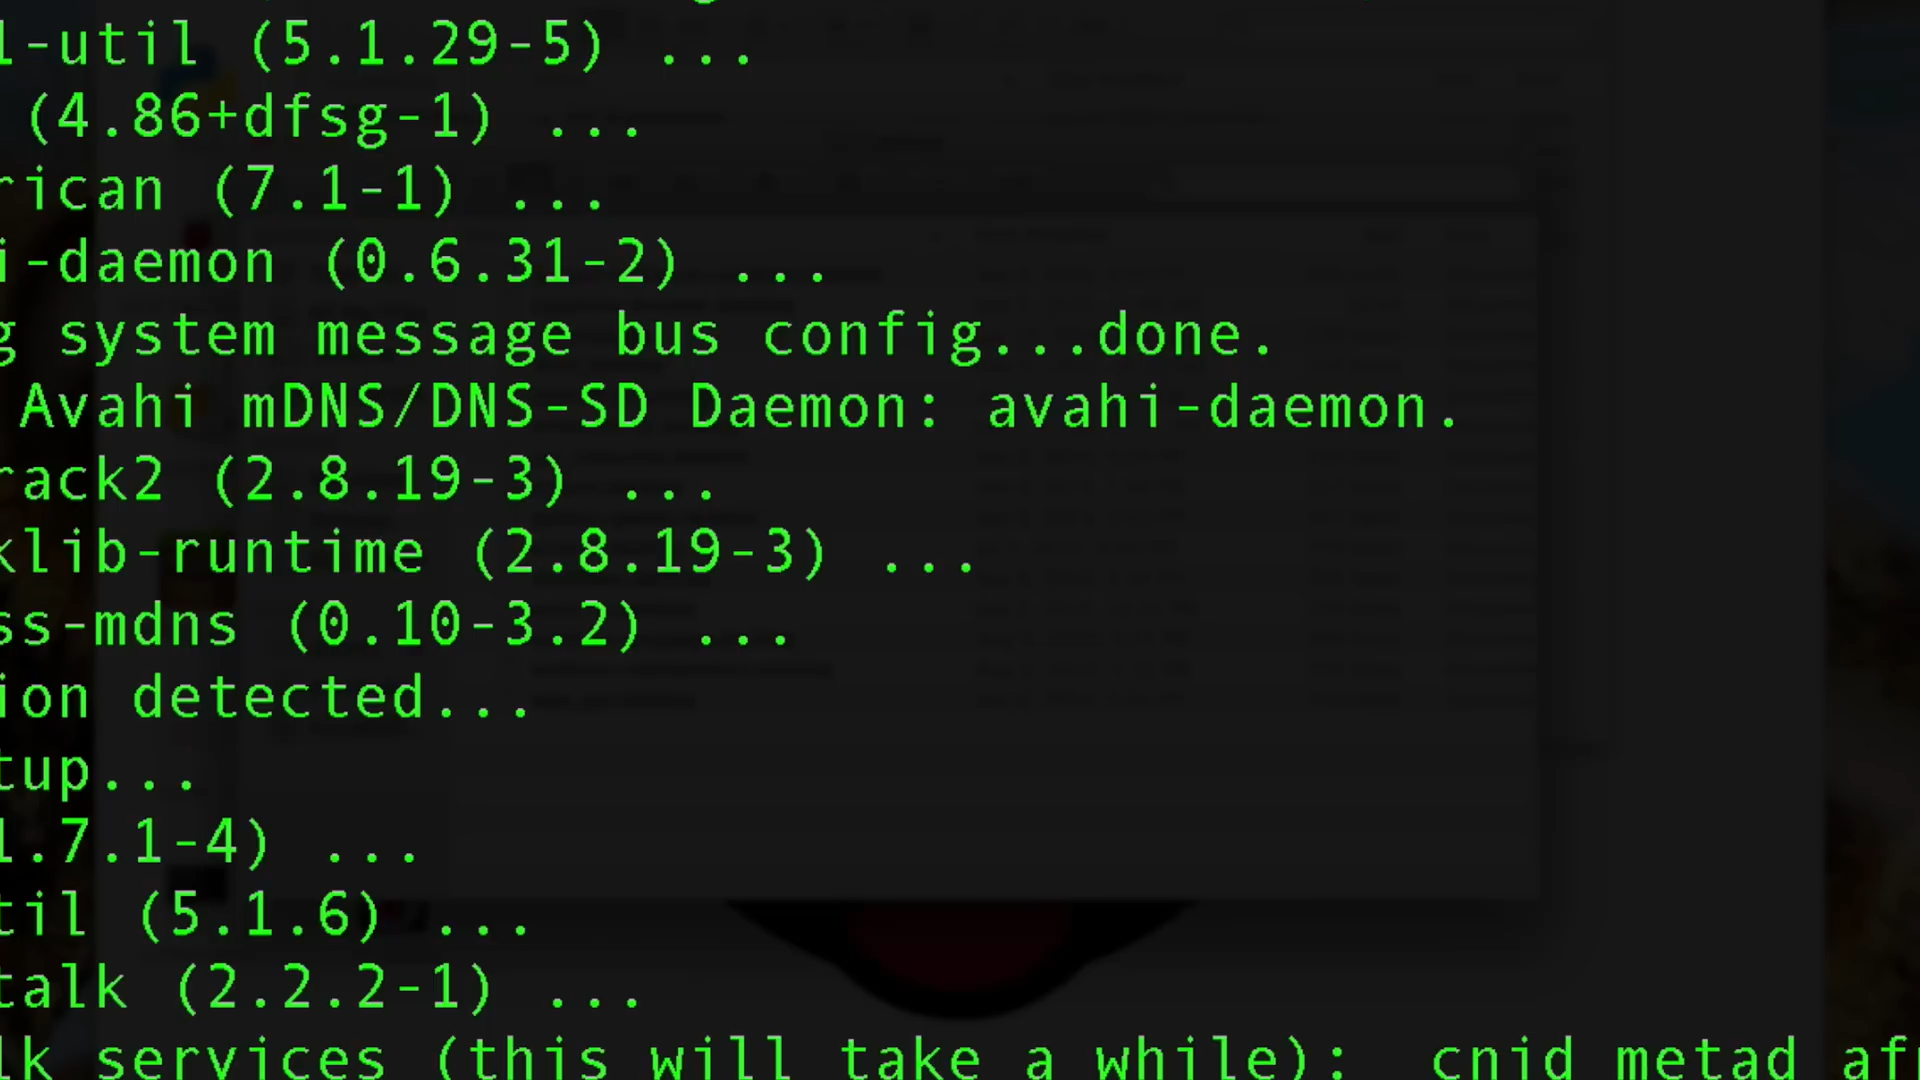 l-util (5.1.29-5) ...
(4.86+dfsg-1) ...
rican (7.1-1) ...
i-daemon (0.6.31-2) ...
g system message bus config...done.
Avahi mDNS/DNS-SD Daemon: avahi-daemon.
rack2 (2.8.19-3) ...
klib-runtime (2.8.19-3) ...
ss-mdns (0.10-3.2) ...
ion detected...
tup...
1.7.1-4) ...
til (5.1.6) ...
talk (2.2.2-1) ...
lk services (this will take a while): cnid_metad af